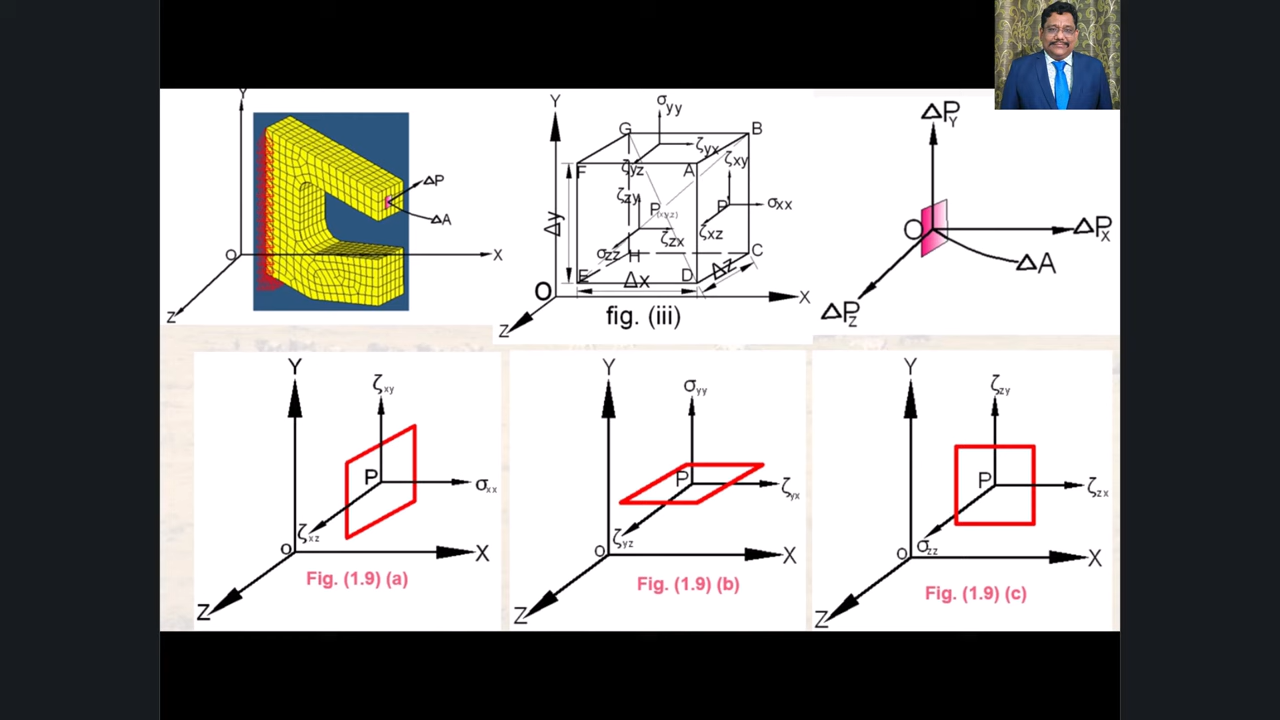 Y
ΔP
ΔA
O
X
Z
Y
σyy
G
B
ζyx
ζyz
ζxy
F
A
ζzy
P
(x,y,z)
P
σxx
Δy
ζzx
ζxz
σzz
H
C
E
D
Δz
Δx
O
X
fig. (iii)
Z
ΔPY
O
ΔPX
ΔA
ΔPZ
Y
ζxy
P
σxx
ζxz
O
X
Z
Fig. (1.9) (a)
Y
σyy
P
ζyx
ζyz
O
X
Z
Fig. (1.9) (b)
Y
ζzy
P
ζzx
σzz
O
X
Z
Fig. (1.9) (c)